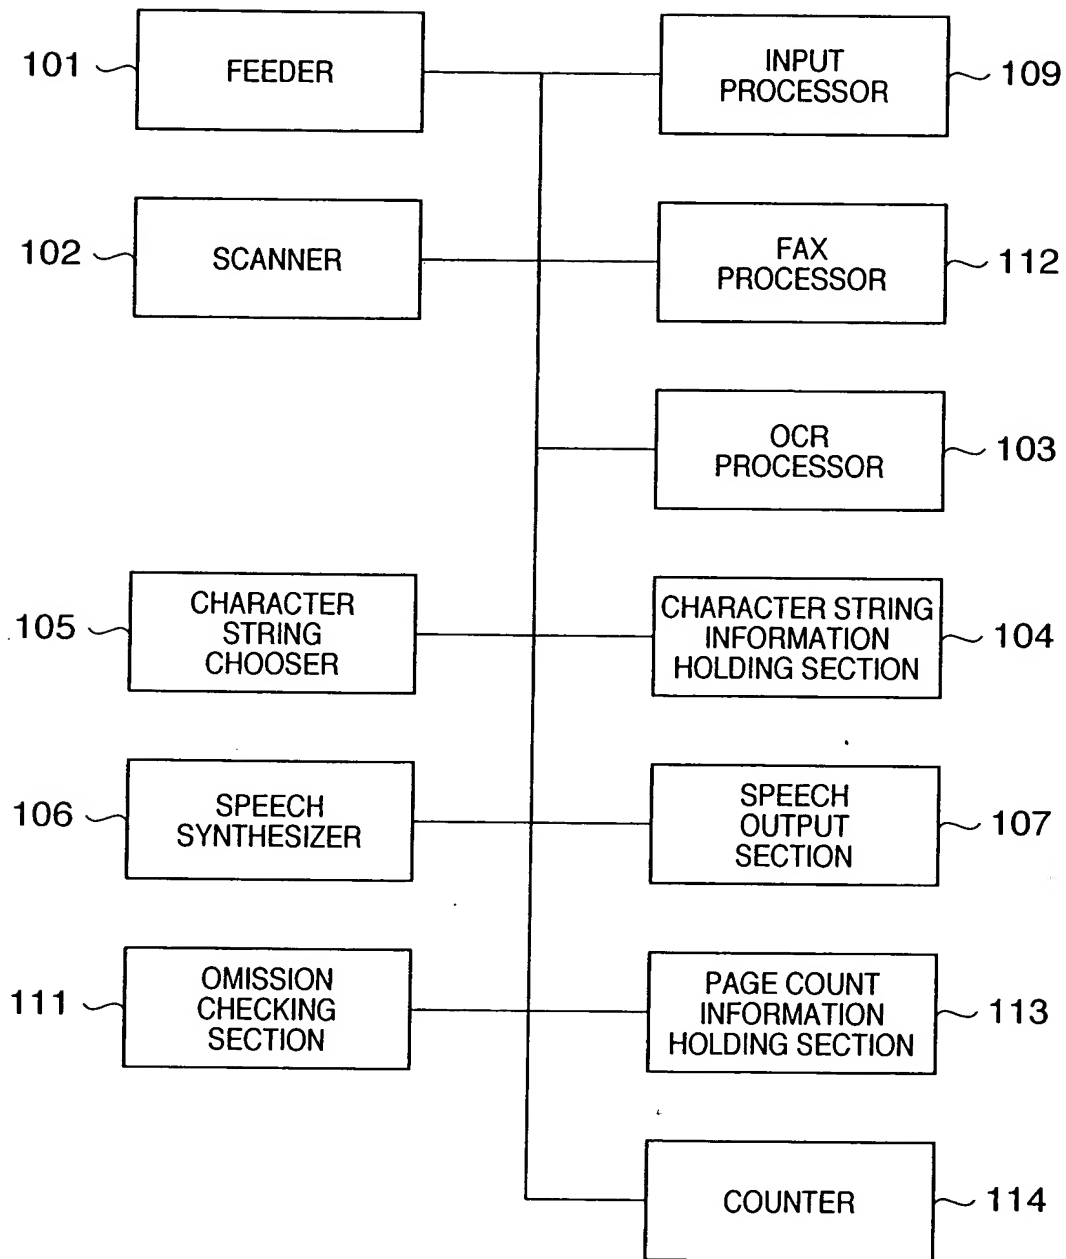 101
FEEDER
INPUT
PROCESSOR
109
102
SCANNER
FAX
PROCESSOR
112
OCR
PROCESSOR
103
105
CHARACTER
STRING
CHOOSER
CHARACTER STRING
INFORMATION
HOLDING SECTION
104
106
SPEECH
SYNTHESIZER
SPEECH
OUTPUT
SECTION
107
111
OMISSION
CHECKING
SECTION
PAGE COUNT
INFORMATION
HOLDING SECTION
113
COUNTER
114